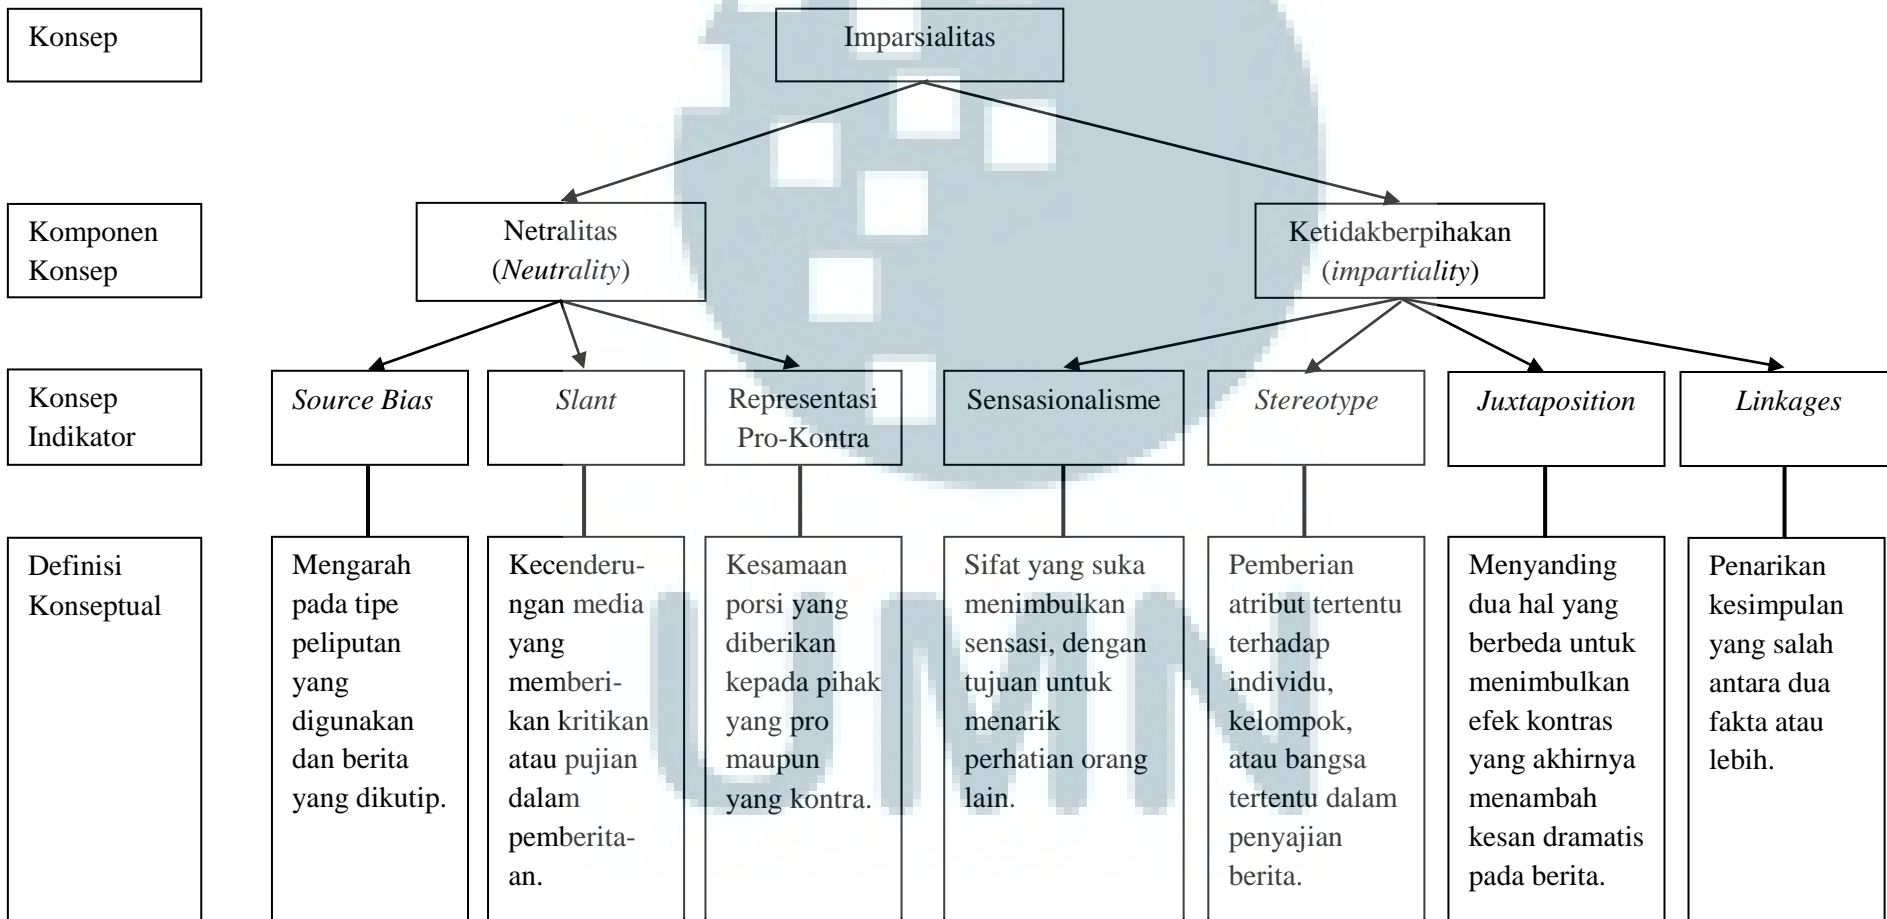 Konsep
Imparsialitas
Komponen
Konsep
Netralitas
(Neutrality)
Ketidakberpihakan
(impartiality)
Konsep
Indikator
Source Bias
Slant
Representasi
Pro-Kontra
Sensasionalisme
Stereotype
Juxtaposition
Linkages
Definisi
Konseptual
Mengarah
pada tipe
peliputan
yang
digunakan
dan berita
yang dikutip.
Kecenderu-
ngan media
yang
memberi-
kan kritikan
atau pujian
dalam
pemberita-
an.
Kesamaan
porsi yang
diberikan
kepada pihak
yang pro
maupun
yang kontra.
Sifat yang suka
menimbulkan
sensasi, dengan
tujuan untuk
menarik
perhatian orang
lain.
Pemberian
atribut tertentu
terhadap
individu,
kelompok,
atau bangsa
tertentu dalam
penyajian
berita.
Menyanding
dua hal yang
berbeda untuk
menimbulkan
efek kontras
yang akhirnya
menambah
kesan dramatis
pada berita.
Penarikan
kesimpulan
yang salah
antara dua
fakta atau
lebih.
UMN